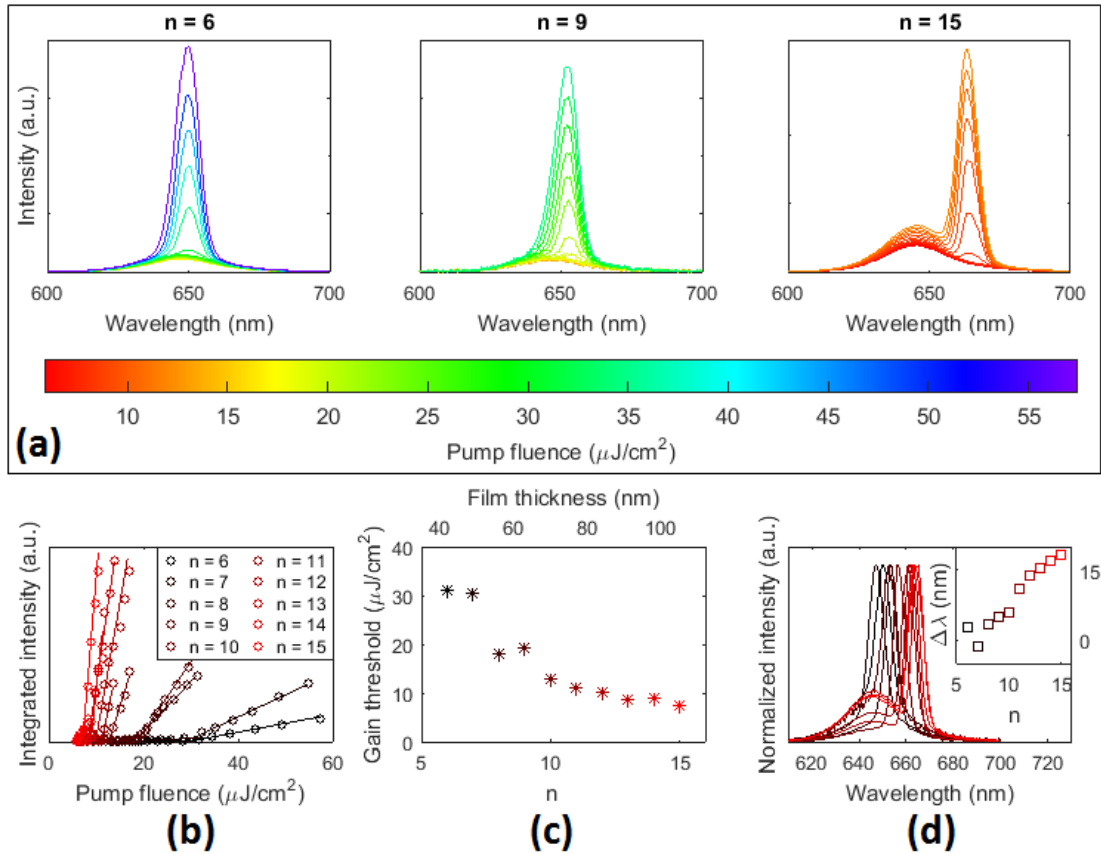 n = 6
n = 9
n = 15
Intensity (a.u.)
600 650 700
600 650 700
600 650 700
Wavelength (nm)
Wavelength (nm)
Wavelength (nm)
10 15 20 25 30 35 40 45 50 55
Pump fluence (μJ/cm²)
(a)
Integrated intensity (a.u.)
n = 6
n = 7
n = 8
n = 9
n = 10
n = 11
n = 12
n = 13
n = 14
n = 15
0 20 40 60
Pump fluence (μJ/cm²)
(b)
Film thickness (nm)
40 60 80 100
Gain threshold (μJ/cm²)
40
30
20
10
0
5 10 15
n
(c)
Normalized intensity (a.u.)
Δλ (nm)
15
0
5 10 15
n
620 640 660 680 700 720
Wavelength (nm)
(d)